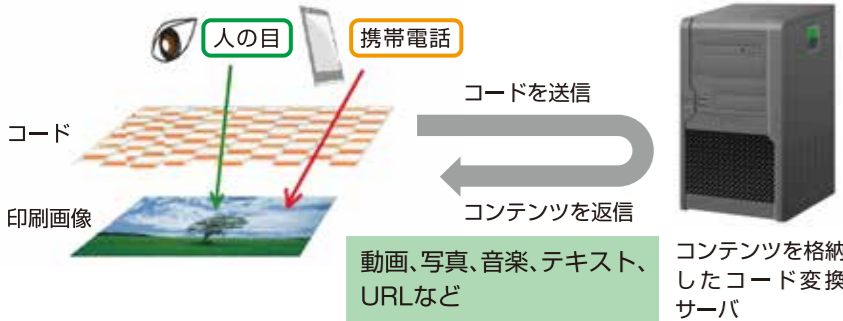 人の目
携帯電話
コード
印刷画像
コードを送信
コンテンツを返信
動画、写真、音楽、テキスト、
URLなど
コンテンツを格納
したコード変換
サーバ